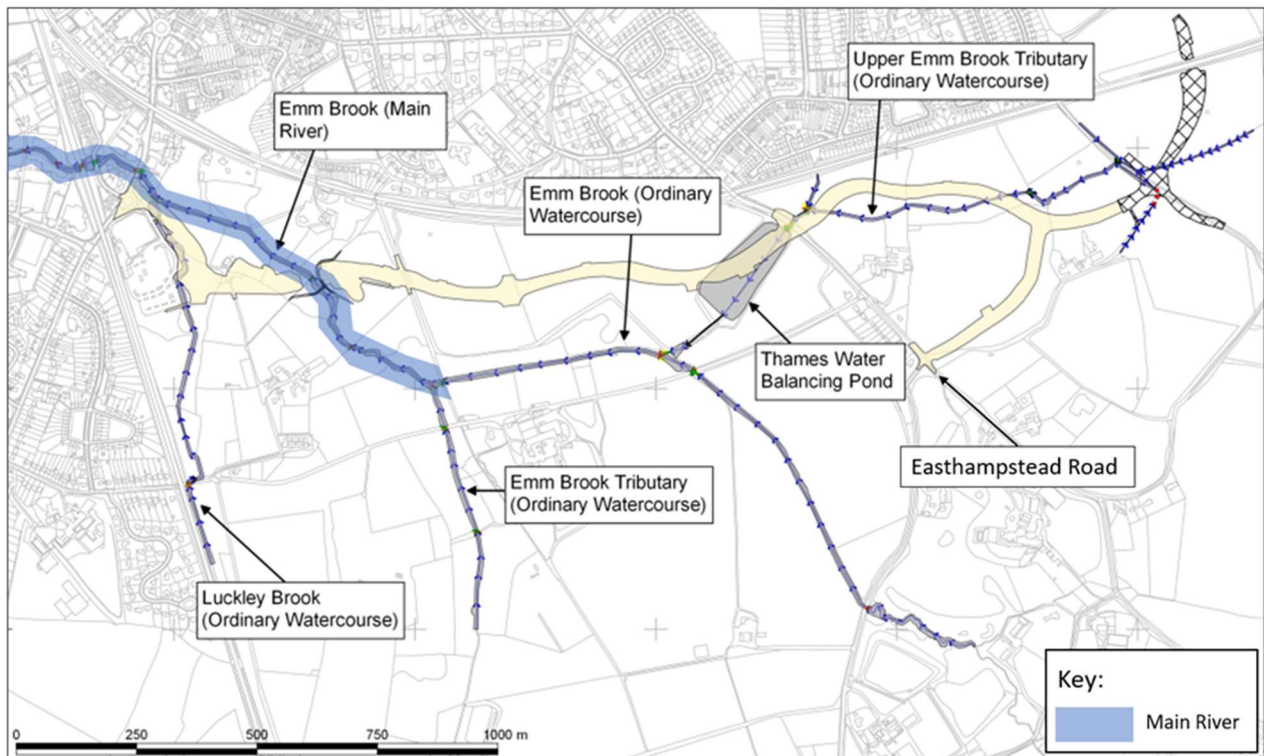 Upper Emm Brook Tributary
(Ordinary Watercourse)
Emm Brook (Main
River)
Emm Brook (Ordinary
Watercourse)
Thames Water
Balancing Pond
Easthampstead Road
Emm Brook Tributary
(Ordinary Watercourse)
Luckley Brook
(Ordinary Watercourse)
Key:
Main River
0 250 500 750 1000 m